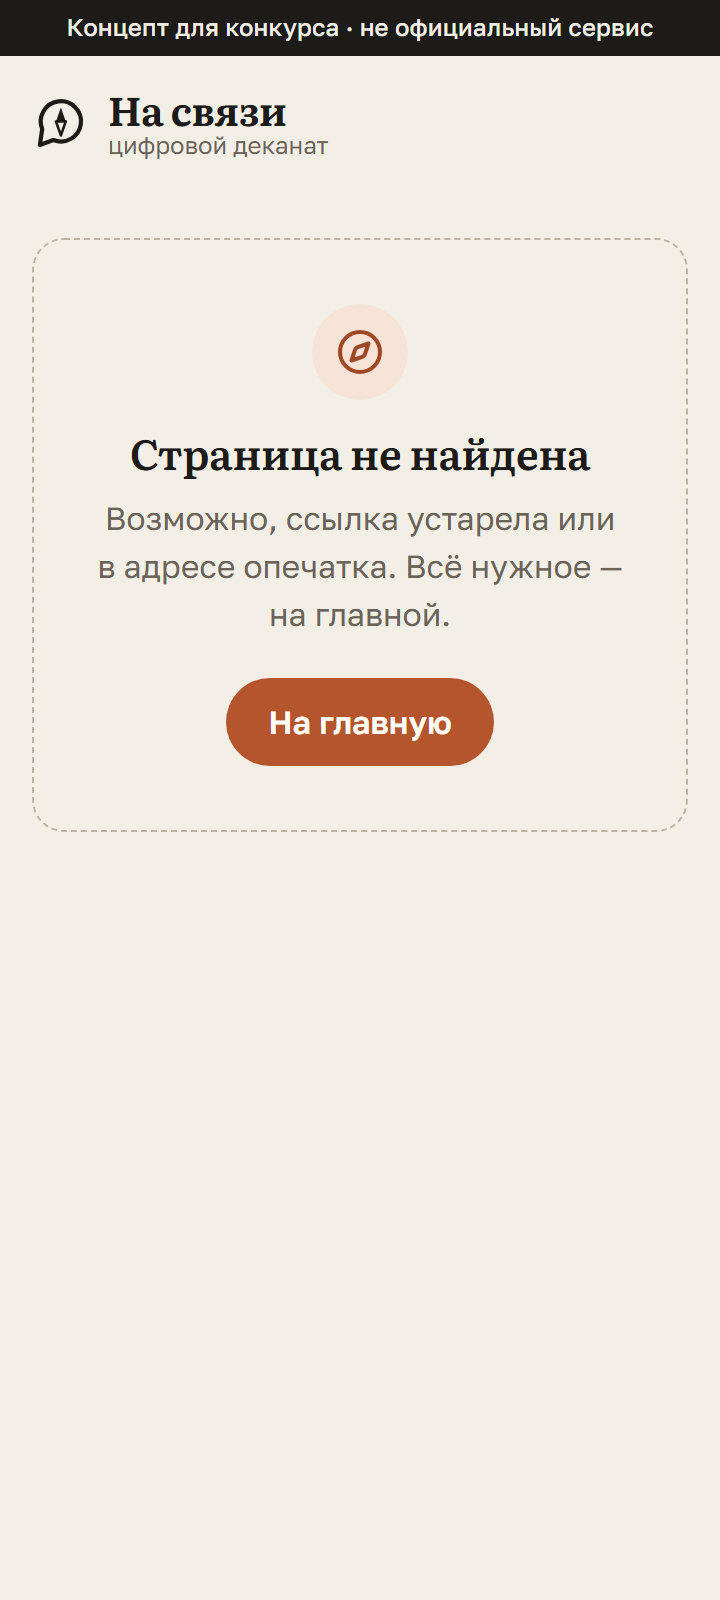 Концепт для конкурса · не официальный сервис
На связи
цифровой деканат
Страница не найдена
Возможно, ссылка устарела или
в адресе опечатка. Всё нужное —
на главной.
На главную